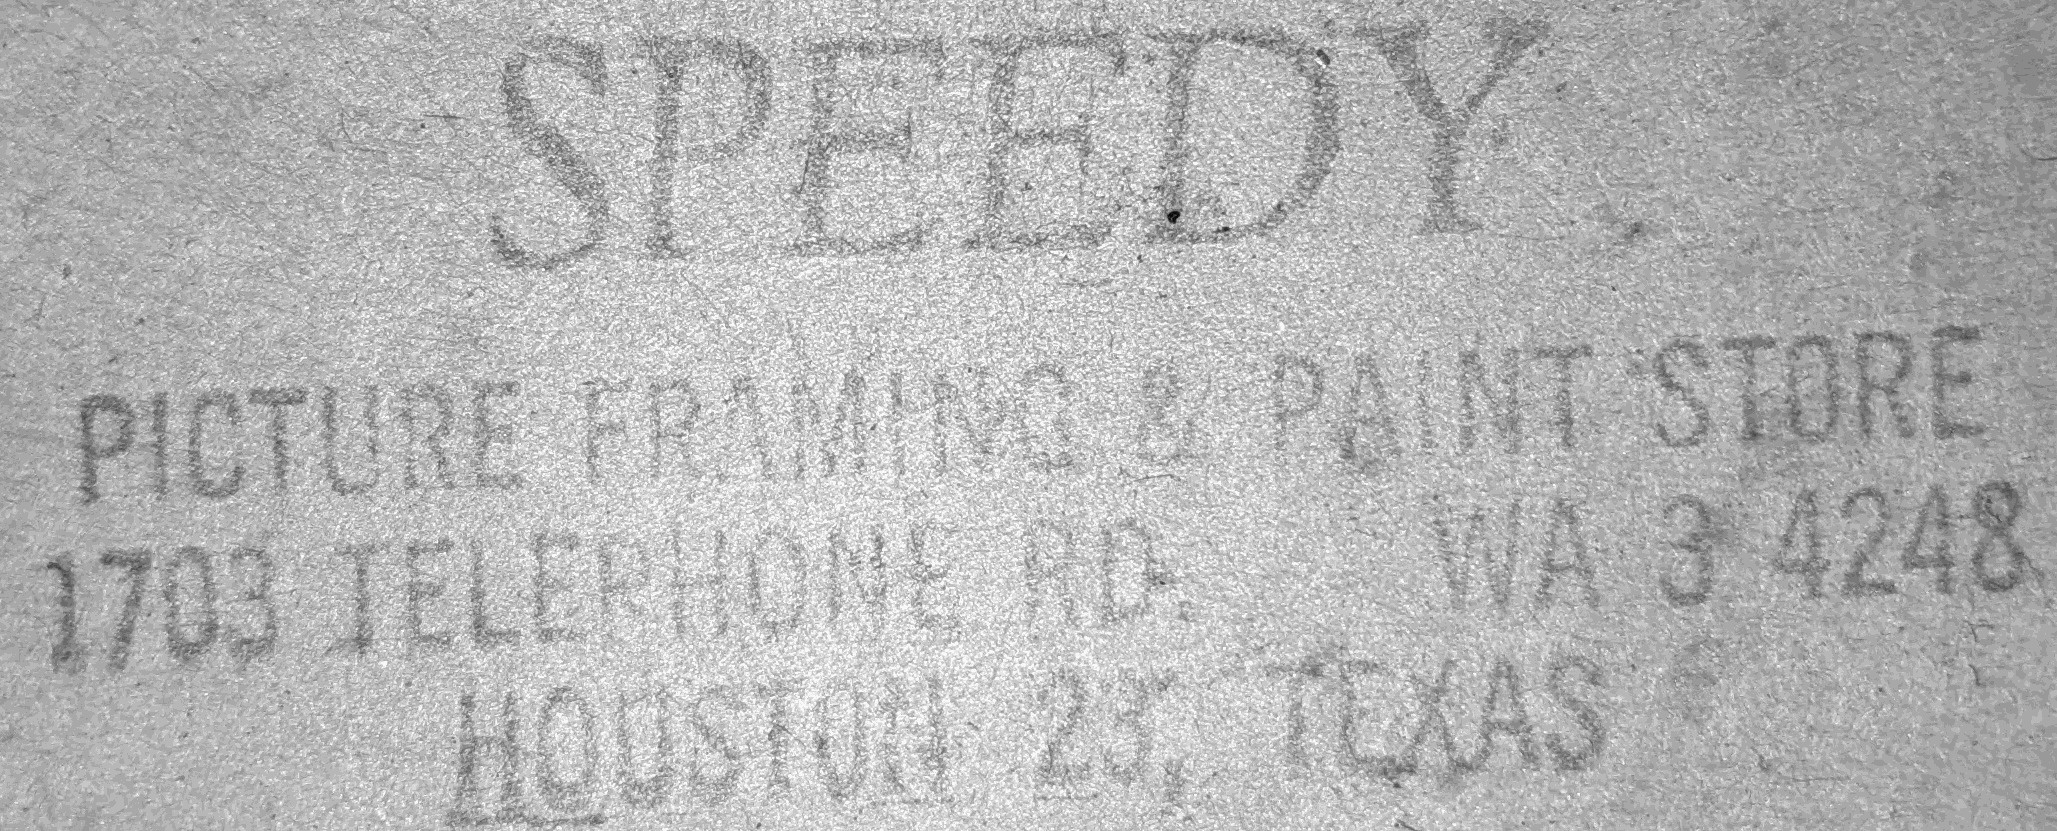 SPEEDY
PICTURE FRAMING & PAINT STORE
1703 TELEPHONE RD. WA 3 4248
HOUSTON 23, TEXAS